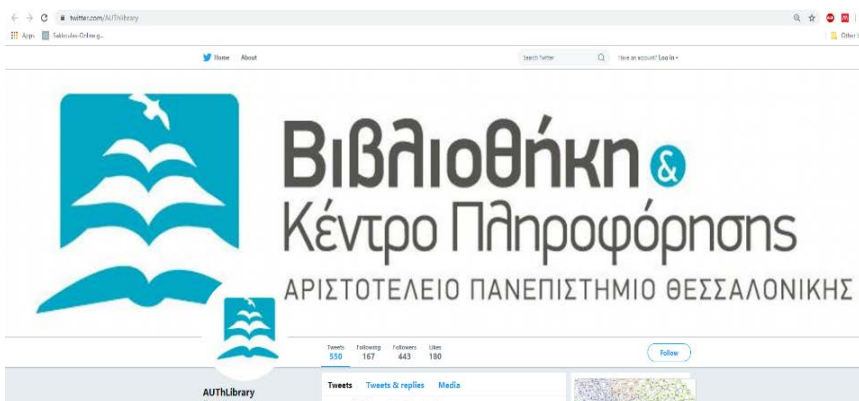 twitter.com/AUThlibrary
Apps
Other
Home About
Search Twitter
Have an account? Log in
Βιβλιοθήκη &
Κέντρο Πληροφόρησης
ΑΡΙΣΤΟΤΕΛΕΙΟ ΠΑΝΕΠΙΣΤΗΜΙΟ ΘΕΣΣΑΛΟΝΙΚΗΣ
Tweets Following Followers Likes
550 167 443 180
Follow
AUThLibrary
Tweets Tweets & replies Media